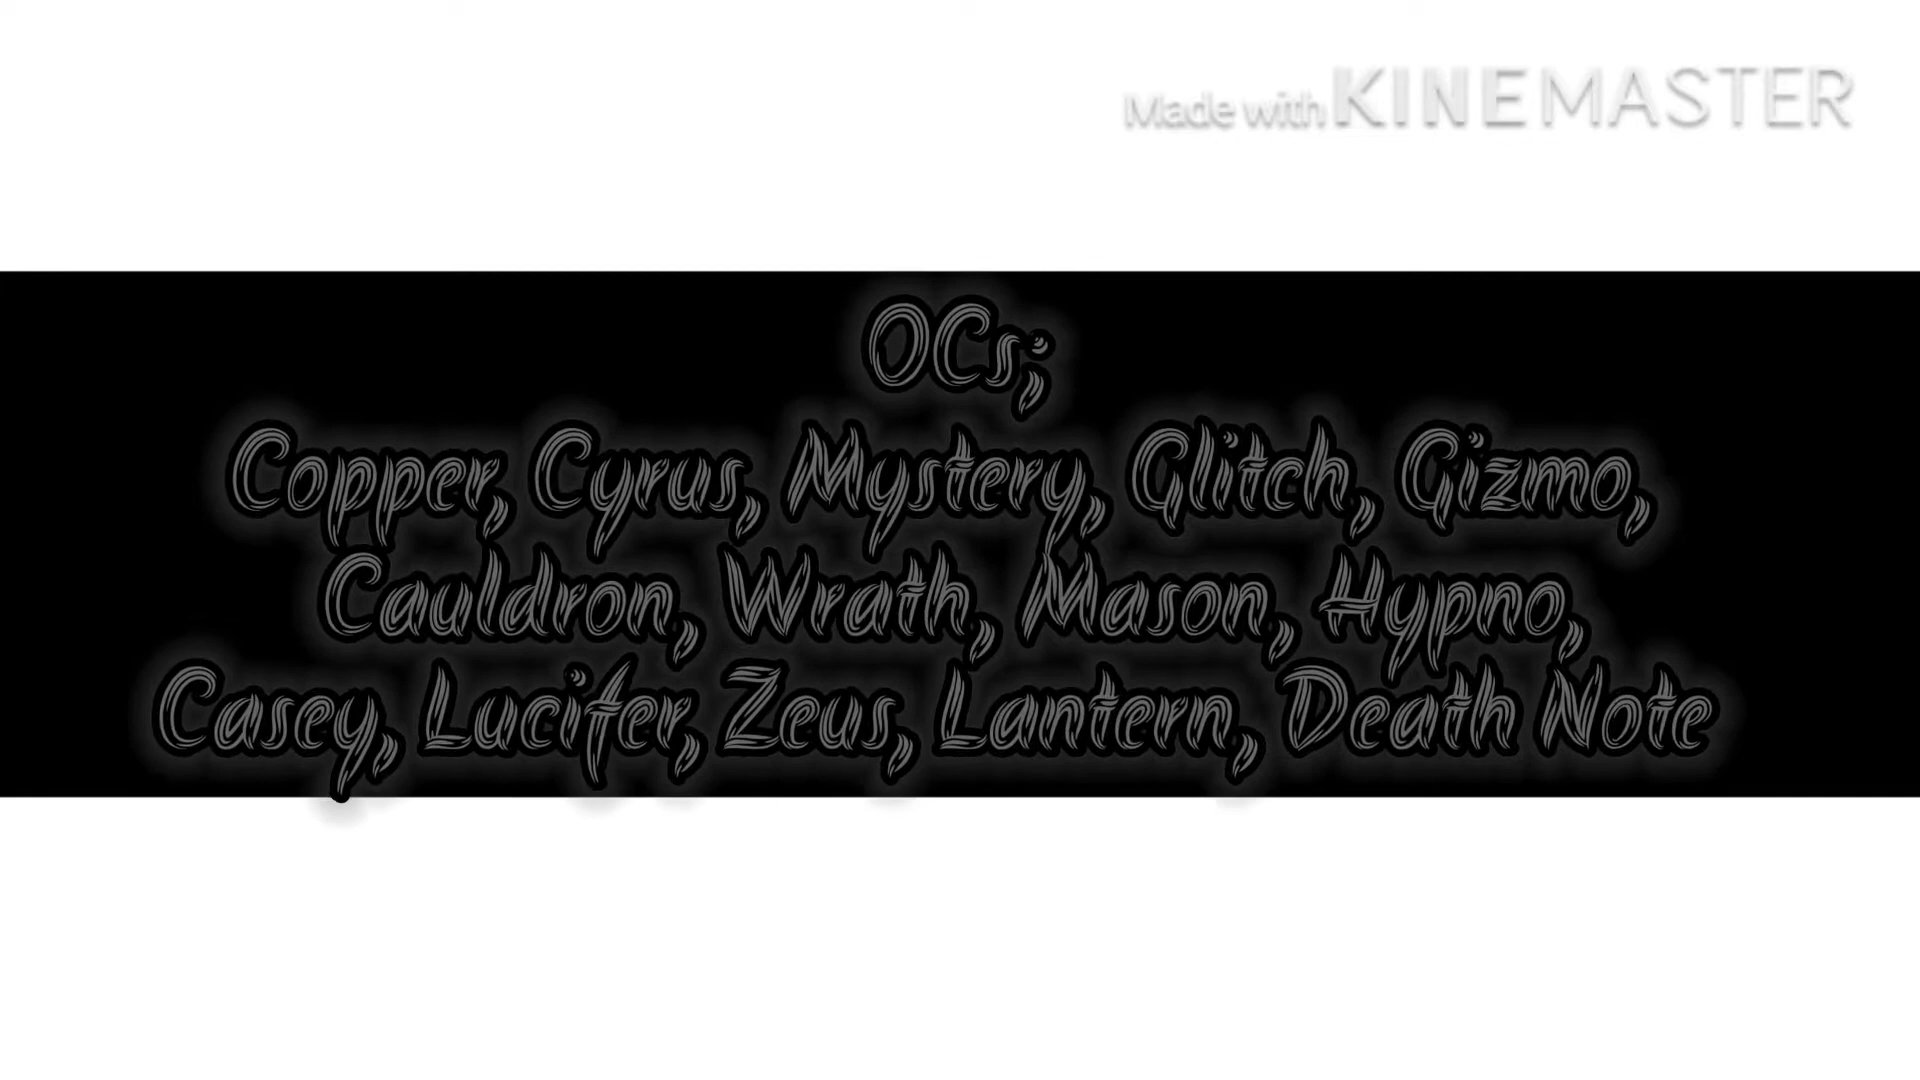 Made with KINEMASTER
OCs;
Copper, Cyrus, Mystery, Glitch, Gizmo,
Cauldron, Wrath, Mason, Hypno,
Casey, Lucifer, Zeus, Lantern, Death Note